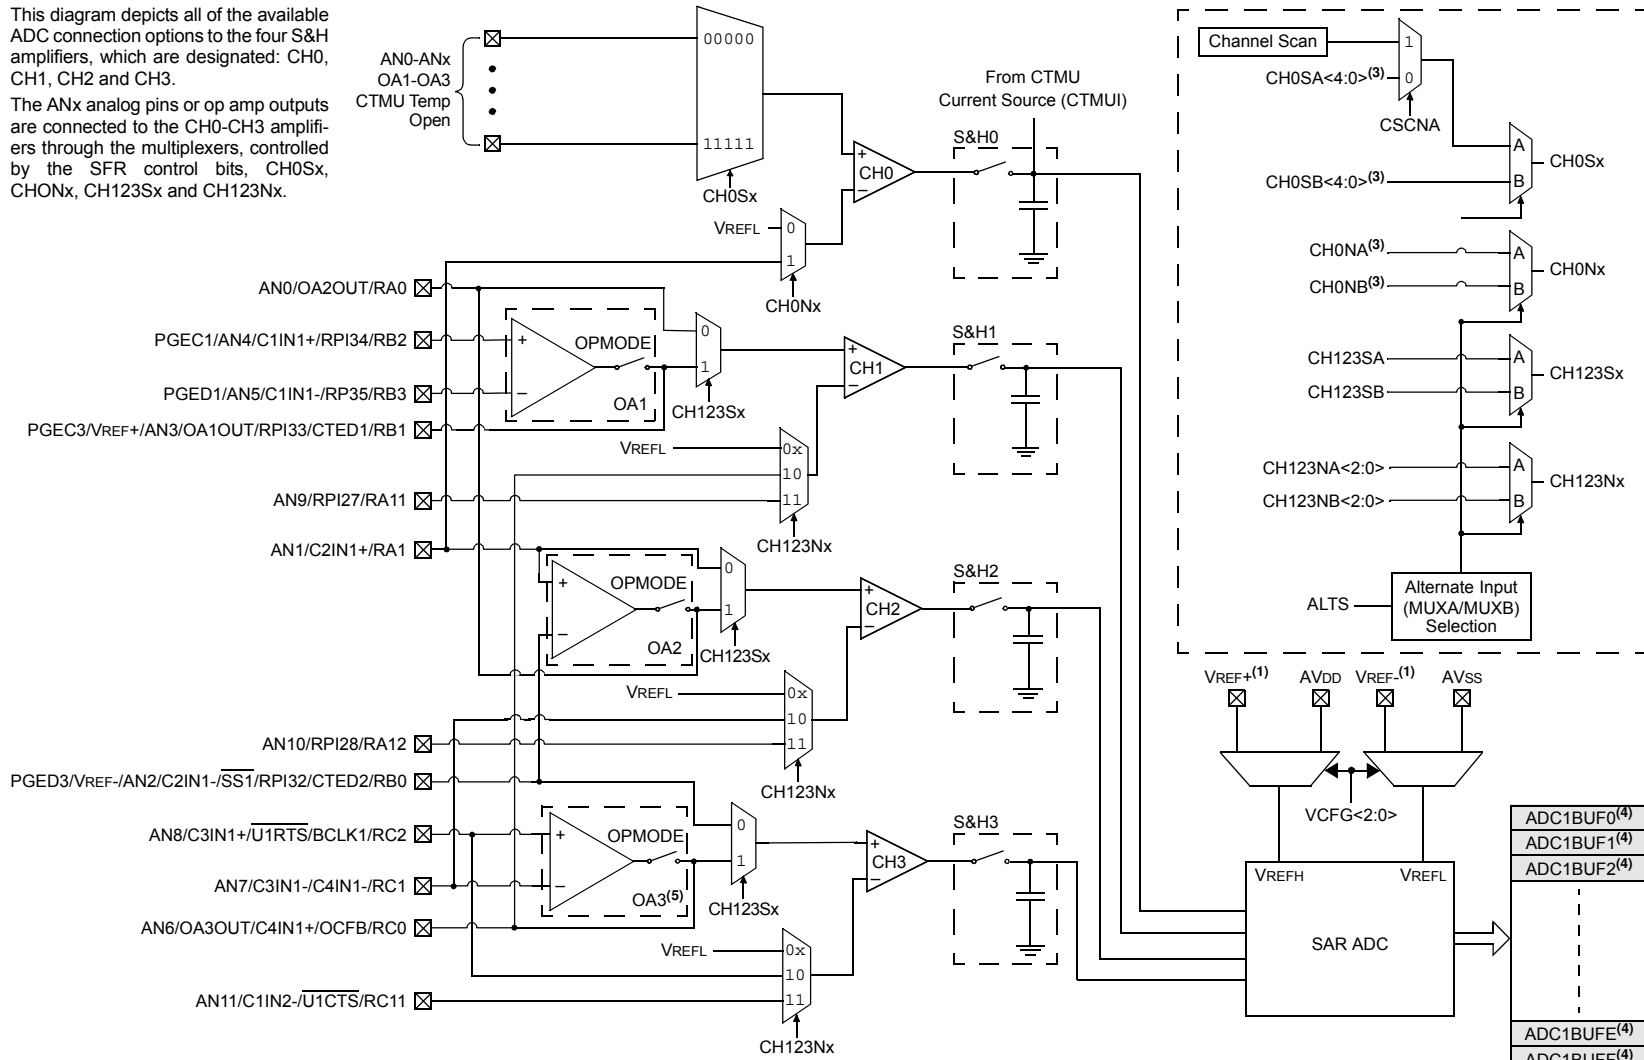 This diagram depicts all of the available
ADC connection options to the four S&H
amplifiers, which are designated: CH0,
CH1, CH2 and CH3.
The ANx analog pins or op amp outputs
are connected to the CH0-CH3 amplifi-
ers through the multiplexers, controlled
by the SFR control bits, CH0Sx,
CHONx, CH123Sx and CH123Nx.
AN0-ANx
OA1-OA3
CTMU Temp
Open
00000
11111
CH0Sx
+
CH0
–
VREFL
0
1
CH0Nx
From CTMU
Current Source (CTMUI)
S&H0
AN0/OA2OUT/RA0
PGEC1/AN4/C1IN1+/RPI34/RB2
PGED1/AN5/C1IN1-/RP35/RB3
PGEC3/VREF+/AN3/OA1OUT/RPI33/CTED1/RB1
+
–
OPMODE
OA1
0
1
CH123Sx
+
CH1
–
S&H1
VREFL
0x
10
11
CH123Nx
AN9/RPI27/RA11
AN1/C2IN1+/RA1
+
–
OPMODE
OA2
0
1
CH123Sx
+
CH2
–
S&H2
VREFL
0x
10
11
CH123Nx
AN10/RPI28/RA12
PGED3/VREF-/AN2/C2IN1-/SS1/RPI32/CTED2/RB0
AN8/C3IN1+/U1RTS/BCLK1/RC2
AN7/C3IN1-/C4IN1-/RC1
AN6/OA3OUT/C4IN1+/OCFB/RC0
+
–
OPMODE
OA3(5)
0
1
CH123Sx
+
CH3
–
S&H3
VREFL
0x
10
11
CH123Nx
AN11/C1IN2-/U1CTS/RC11
Channel Scan
CH0SA<4:0>(3)
1
0
CSCNA
CH0SB<4:0>(3)
A
B
CH0Sx
CH0NA(3)
CH0NB(3)
A
B
CH0Nx
CH123SA
CH123SB
A
B
CH123Sx
CH123NA<2:0>
CH123NB<2:0>
A
B
CH123Nx
ALTS
Alternate Input
(MUXA/MUXB)
Selection
VREF+(1) AVDD VREF-(1) AVSS
VCFG<2:0>
VREFH VREFL
SAR ADC
ADC1BUF0(4)
ADC1BUF1(4)
ADC1BUF2(4)
ADC1BUFE(4)
ADC1BUFF(4)